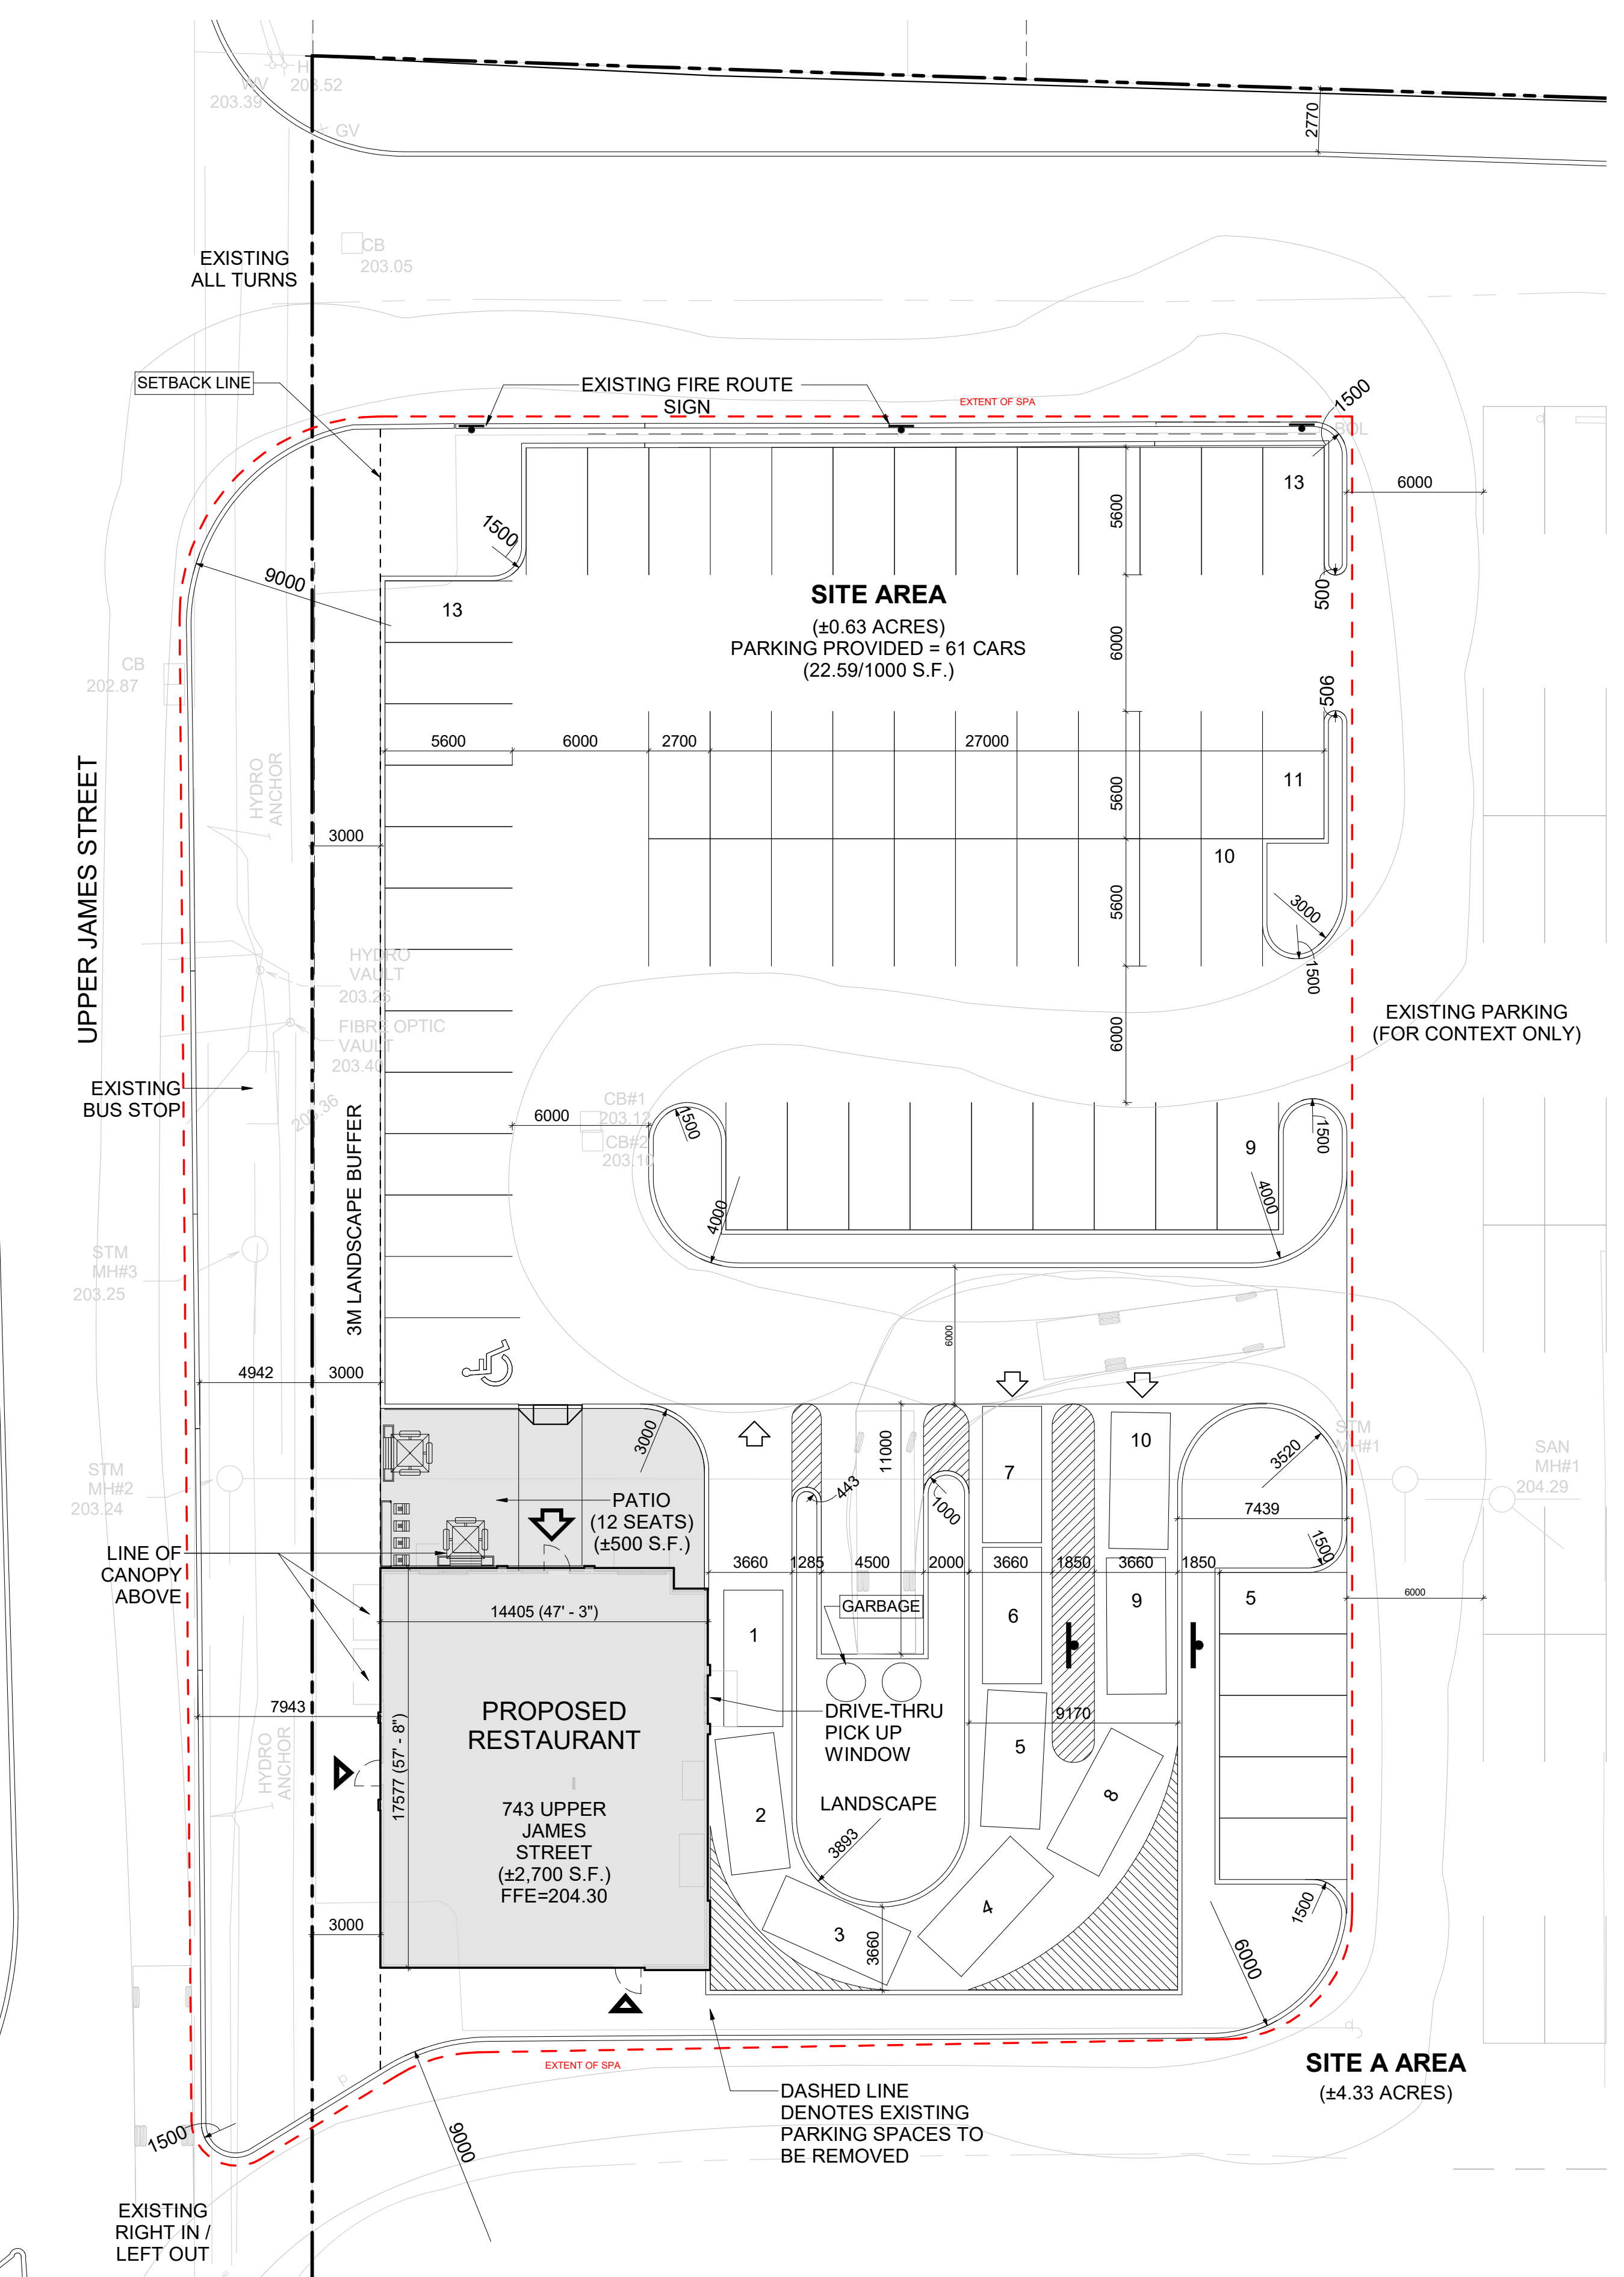 H
203.52
WV
203.39
GV
2770
CB
203.05
EXISTING
ALL TURNS
SETBACK LINE
EXISTING FIRE ROUTE
SIGN
EXTENT OF SPA
1500
BOL
13
6000
5600
1500
9000
13
SITE AREA
(±0.63 ACRES)
PARKING PROVIDED = 61 CARS
(22.59/1000 S.F.)
500
6000
CB
202.87
506
5600
6000
2700
27000
11
5600
HYDRO
ANCHOR
UPPER JAMES STREET
3000
10
5600
3000
1500
HYDRO
VAULT
203.25
FIBRE OPTIC
VAULT
203.40
6000
EXISTING PARKING
(FOR CONTEXT ONLY)
EXISTING
BUS STOP
CB#1
203.12
CB#2
203.10
6000
1500
9
1500
4000
4000
3M LANDSCAPE BUFFER
STM
MH#3
203.25
6000
4942
3000
3000
11000
7
10
3520
STM
MH#1
SAN
MH#1
204.29
STM
MH#2
203.24
443
1000
7439
1500
PATIO
(12 SEATS)
(±500 S.F.)
LINE OF
CANOPY
ABOVE
3660
1285
4500
2000
3660
1850
3660
1850
6000
14405 (47' - 3")
GARBAGE
1
6
9
5
7943
17577 (57' - 8")
PROPOSED
RESTAURANT
DRIVE-THRU
PICK UP
WINDOW
9170
5
HYDRO
ANCHOR
743 UPPER
JAMES
STREET
(±2,700 S.F.)
FFE=204.30
2
LANDSCAPE
3893
8
4
3
3660
3000
1500
6000
EXTENT OF SPA
SITE A AREA
(±4.33 ACRES)
DASHED LINE
DENOTES EXISTING
PARKING SPACES TO
BE REMOVED
1500
9000
EXISTING
RIGHT IN /
LEFT OUT